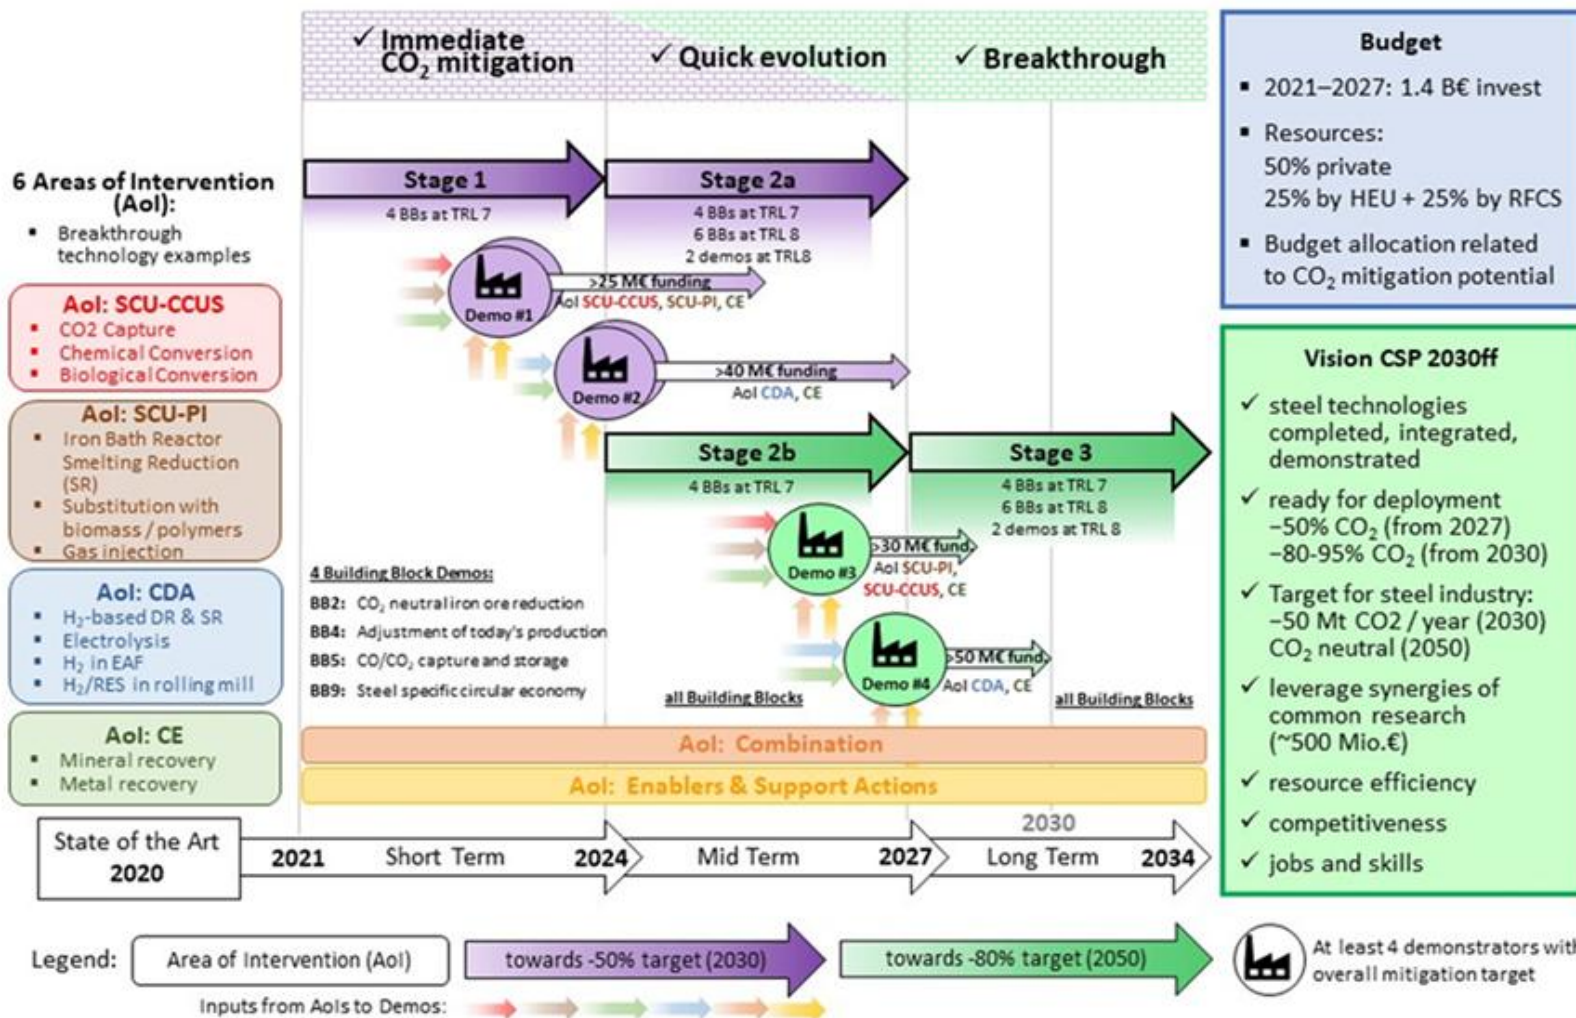 ✓ Immediate
CO₂ mitigation
✓ Quick evolution
✓ Breakthrough
6 Areas of Intervention
(AoI):
▪ Breakthrough
technology examples
AoI: SCU-CCUS
▪ CO2 Capture
▪ Chemical Conversion
▪ Biological Conversion
AoI: SCU-PI
▪ Iron Bath Reactor
Smelting Reduction
(SR)
▪ Substitution with
biomass / polymers
▪ Gas injection
AoI: CDA
▪ H₂-based DR & SR
▪ Electrolysis
▪ H₂ in EAF
▪ H₂/RES in rolling mill
AoI: CE
▪ Mineral recovery
▪ Metal recovery
Stage 1
4 BBs at TRL 7
Stage 2a
4 BBs at TRL 7
6 BBs at TRL 8
2 demos at TRL8
Demo #1
>25 M€ funding
AoI SCU-CCUS, SCU-PI, CE
Demo #2
>40 M€ funding
AoI CDA, CE
Stage 2b
4 BBs at TRL 7
Stage 3
4 BBs at TRL 7
6 BBs at TRL 8
2 demos at TRL 8
Demo #3
>30 M€ fund.
AoI SCU-PI,
SCU-CCUS, CE
Demo #4
>50 M€ fund.
AoI CDA, CE
4 Building Block Demos:
BB2: CO₂ neutral iron ore reduction
BB4: Adjustment of today's production
BB5: CO/CO₂ capture and storage
BB9: Steel specific circular economy
all Building Blocks
all Building Blocks
AoI: Combination
AoI: Enablers & Support Actions
State of the Art
2020
2021
Short Term
2024
Mid Term
2027
2030
Long Term
2034
Budget
▪ 2021–2027: 1.4 B€ invest
▪ Resources:
50% private
25% by HEU + 25% by RFCS
▪ Budget allocation related
to CO₂ mitigation potential
Vision CSP 2030ff
✓ steel technologies
completed, integrated,
demonstrated
✓ ready for deployment
−50% CO₂ (from 2027)
−80-95% CO₂ (from 2030)
✓ Target for steel industry:
−50 Mt CO2 / year (2030)
CO₂ neutral (2050)
✓ leverage synergies of
common research
(~500 Mio.€)
✓ resource efficiency
✓ competitiveness
✓ jobs and skills
Legend:
Area of Intervention (AoI)
towards -50% target (2030)
towards -80% target (2050)
At least 4 demonstrators with
overall mitigation target
Inputs from AoIs to Demos: